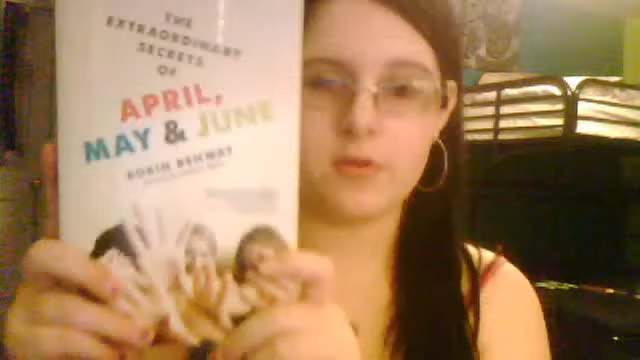 THE
EXTRAORDINARY
SECRETS
OF
APRIL,
MAY & JUNE
ROBIN BENWAY